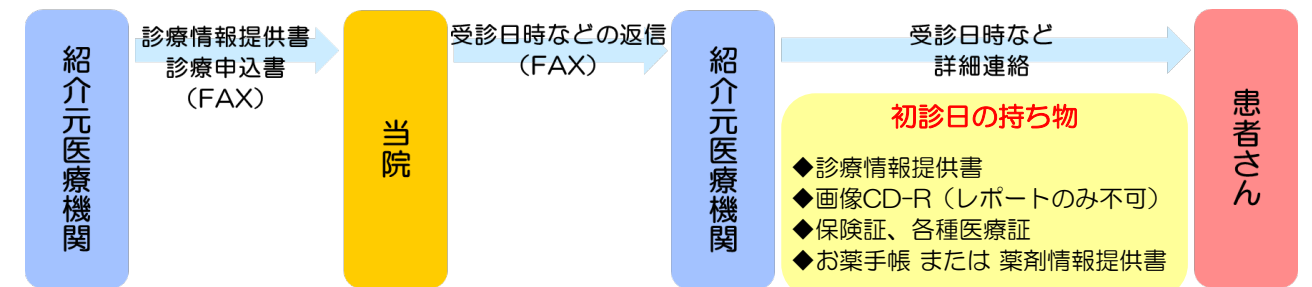 紹介元医療機関
診療情報提供書
診療申込書
（FAX）
当院
受診日時などの返信
（FAX）
紹介元医療機関
受診日時など
詳細連絡
初診日の持ち物
◆診療情報提供書
◆画像CD-R（レポートのみ不可）
◆保険証、各種医療証
◆お薬手帳 または 薬剤情報提供書
患者さん